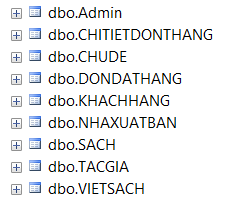 dbo.Admin
dbo.CHITIETDONTHANG
dbo.CHUDE
dbo.DONDATHANG
dbo.KHACHHANG
dbo.NHAXUATBAN
dbo.SACH
dbo.TACGIA
dbo.VIETSACH